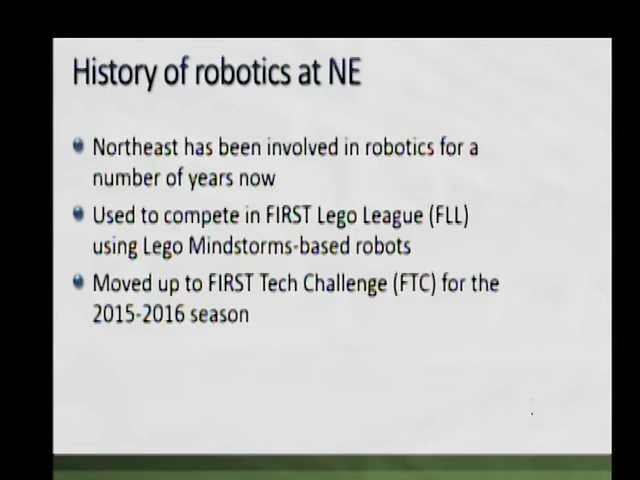 History of robotics at NE
Northeast has been involved in robotics for a
number of years now
Used to compete in FIRST Lego League (FLL)
using Lego Mindstorms-based robots
Moved up to FIRST Tech Challenge (FTC) for the
2015-2016 season